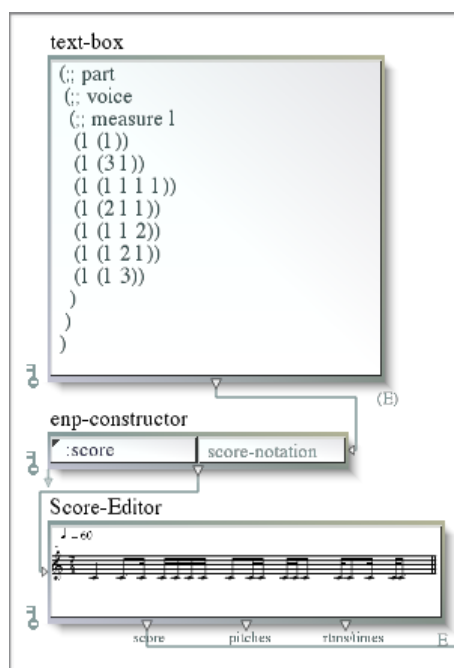 text-box
(;; part
(;; voice
(;; measure 1
(1 (1))
(1 (3 1))
(1 (1 1 1 1))
(1 (2 1 1))
(1 (1 1 2))
(1 (1 2 1))
(1 (1 3))
)
)
)
(E)
enp-constructor
:score score-notation
Score-Editor
♩ = 60
score pitches rtms/times E